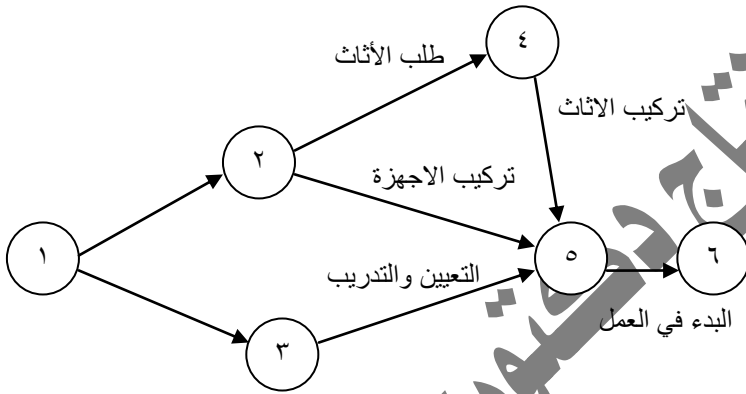 ٤
طلب الأثاث
تركيب الاثاث
٢
تركيب الاجهزة
١
٥
٦
التعيين والتدريب
البدء في العمل
٣